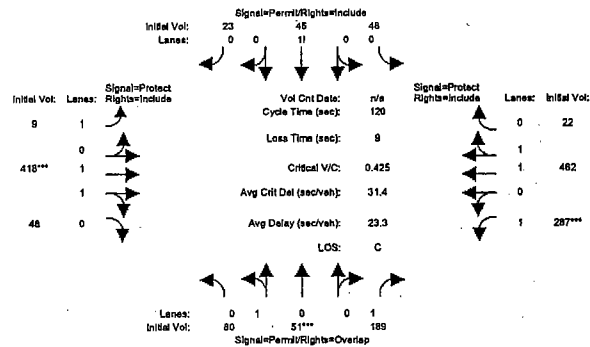 Signal=Permit/Rights=Include
Initial Vol: 23 45 48
Lanes: 0 0 1! 0 0
Signal=Protect
Rights=Include
Signal=Protect
Rights=Include
Initial Vol: Lanes:
Vol Cnt Date: n/a
Lanes: Initial Vol:
Cycle Time (sec): 120
9 1
0 22
Loss Time (sec): 9
0
1
418*** 1
Critical V/C: 0.425
1 462
1
Avg Crit Del (sec/veh): 31.4
0
48 0
Avg Delay (sec/veh): 23.3
1 287***
LOS: C
Lanes: 0 1 0 0 1
Initial Vol: 80 51*** 189
Signal=Permit/Rights=Overlap